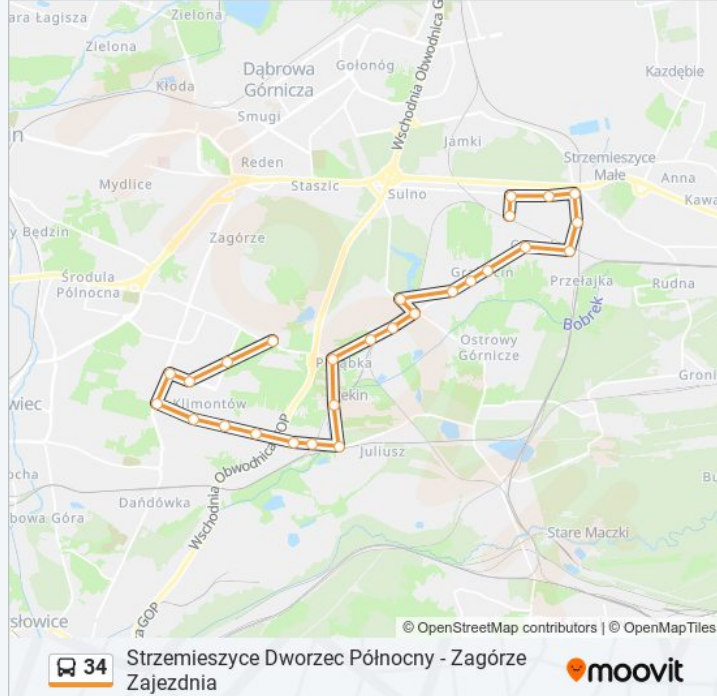 ara Łagisza
Zielona
Zielona
Dąbrowa
Górnicza
Gołonóg
Wschodnia Obwodnica G
Kazdębie
Kłoda
Smugi
Jamki
Strzemieszyce
Małe
Reden
Anna
Mydlice
Staszic
Sulno
Kawa
y Będzin
Zagórze
Środula
Północna
Przełajka
Rudna
Bobrek
Ostrowy
Górnicze
Groni
wiec
Klimontów
Wschodnia Obwodnica GOP
Juliusz
ocha
Dańdówka
Bu
bowa Góra
Stare Maczki
słowice
a GOP
© OpenStreetMap contributors | © OpenMapTiles
34
Strzemieszyce Dworzec Północny - Zagórze
Zajezdnia
moovit